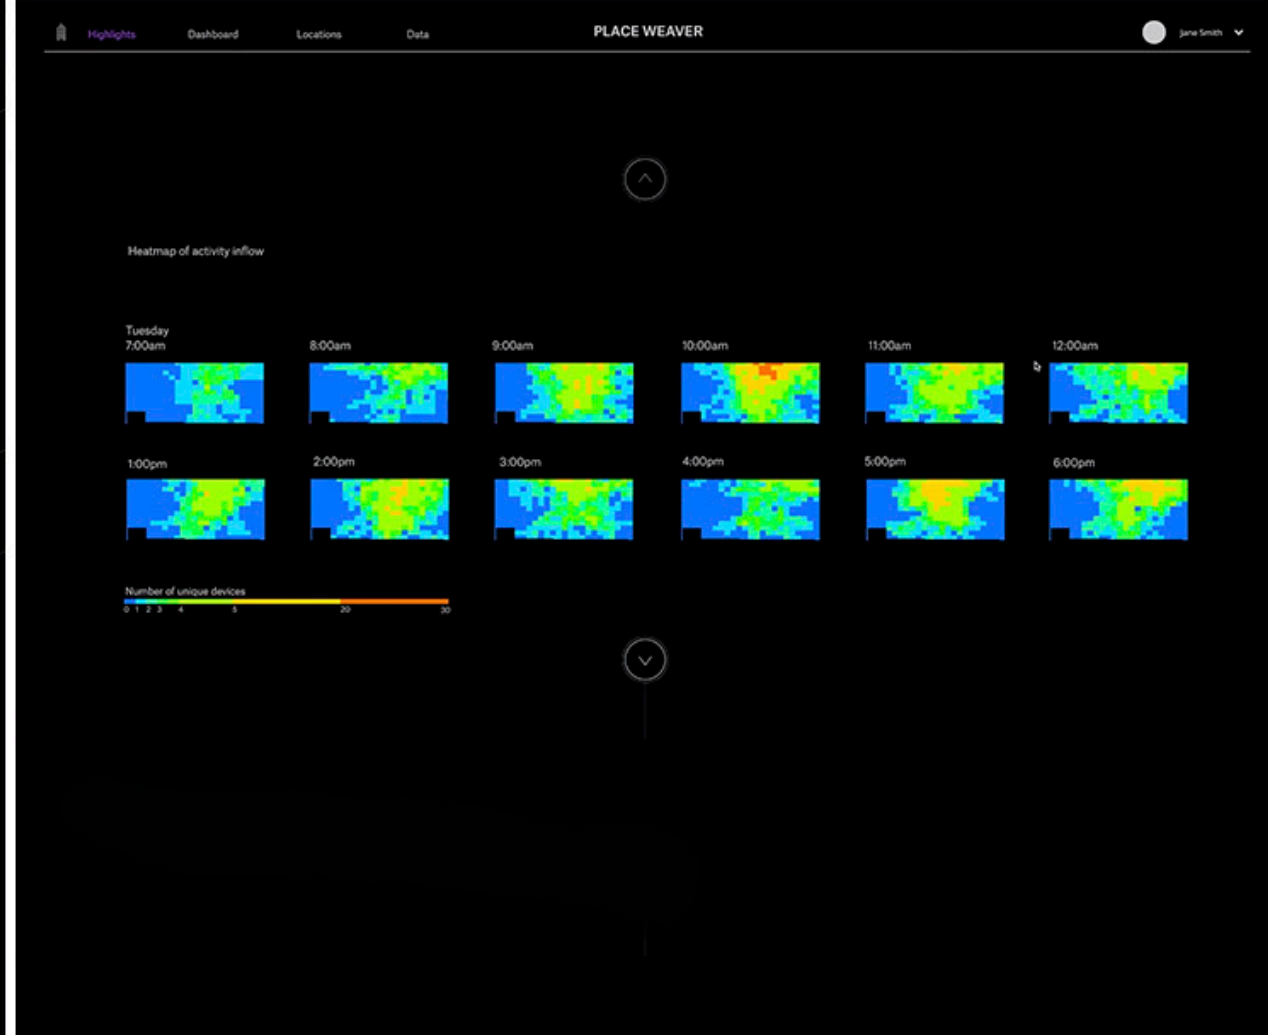 Highlights Dashboard Locations Data PLACE WEAVER Jane Smith
Heatmap of activity inflow
Tuesday
7:00am 8:00am 9:00am 10:00am 11:00am 12:00am
1:00pm 2:00pm 3:00pm 4:00pm 5:00pm 6:00pm
Number of unique devices
0 1 2 3 4 5 20 30